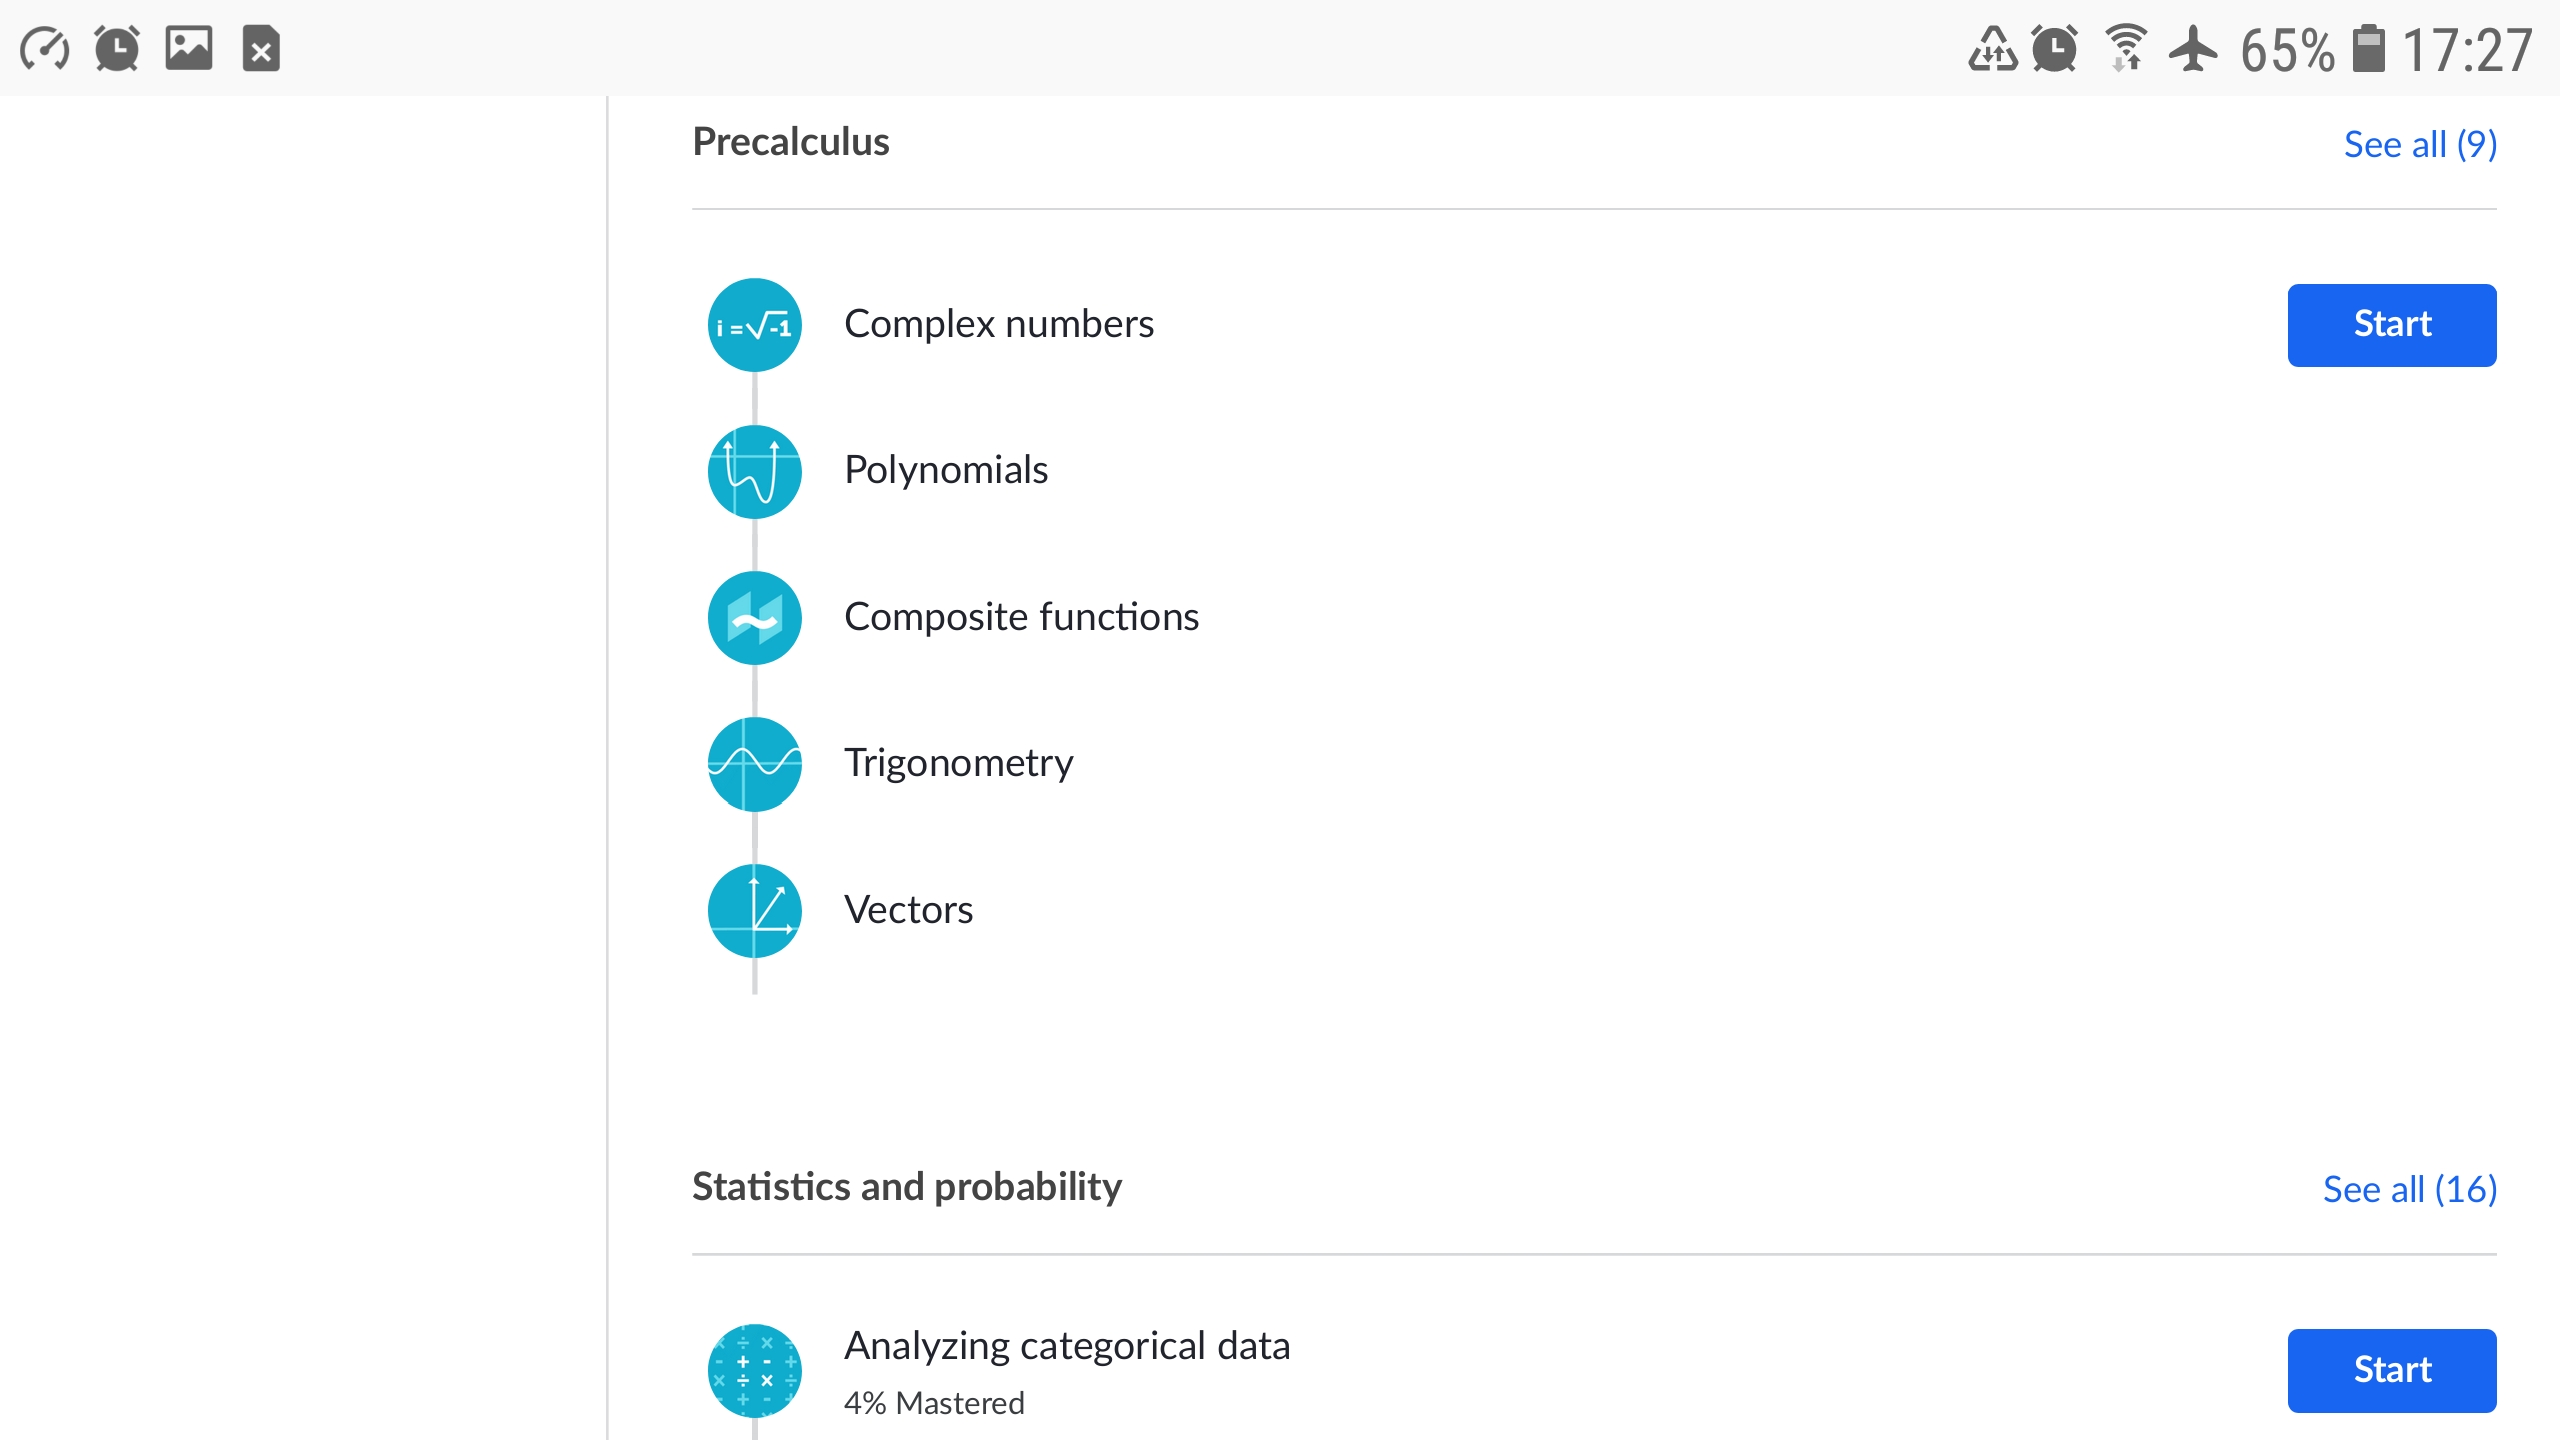 65% 17:27
Precalculus
See all (9)
i = √-1
Complex numbers
Start
Polynomials
Composite functions
Trigonometry
Vectors
Statistics and probability
See all (16)
Analyzing categorical data
4% Mastered
Start